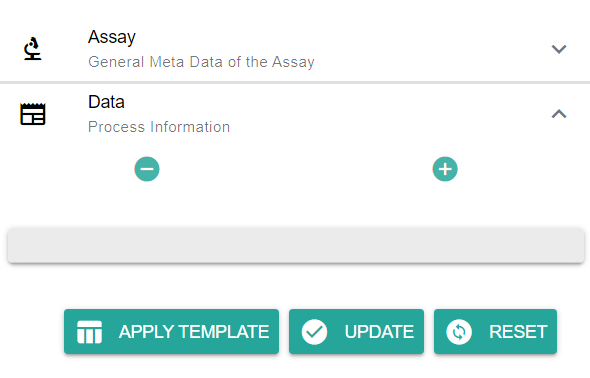 Assay
General Meta Data of the Assay
Data
Process Information
APPLY TEMPLATE UPDATE RESET